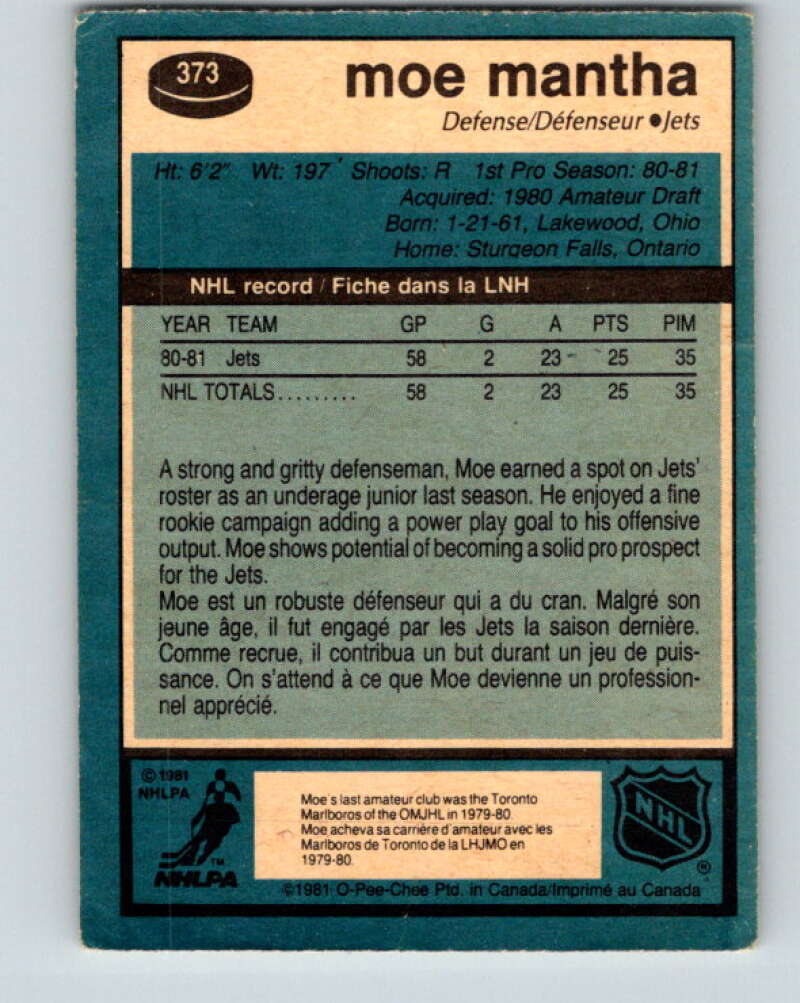 373
moe mantha
Defense/Défenseur ●Jets
Ht: 6'2" Wt: 197 Shoots: R 1st Pro Season: 80-81
Acquired: 1980 Amateur Draft
Born: 1-21-61, Lakewood, Ohio
Home: Sturgeon Falls, Ontario
NHL record / Fiche dans la LNH
YEAR TEAM GP G A PTS PIM
80-81 Jets 58 2 23 25 35
NHL TOTALS......... 58 2 23 25 35
A strong and gritty defenseman, Moe earned a spot on Jets'
roster as an underage junior last season. He enjoyed a fine
rookie campaign adding a power play goal to his offensive
output. Moe shows potential of becoming a solid pro prospect
for the Jets.
Moe est un robuste défenseur qui a du cran. Malgré son
jeune âge, il fut engagé par les Jets la saison dernière.
Comme recrue, il contribua un but durant un jeu de puis-
sance. On s'attend à ce que Moe devienne un profession-
nel apprécié.
©1981
NHLPA
TM
NHLPA
Moe's last amateur club was the Toronto
Marlboros of the OMJHL in 1979-80.
Moe acheva sa carrière d'amateur avec les
Marlboros de Toronto de la LHJMO en
1979-80.
NHL
®
©1981 O-Pee-Chee Ptd. in Canada/Imprimé au Canada